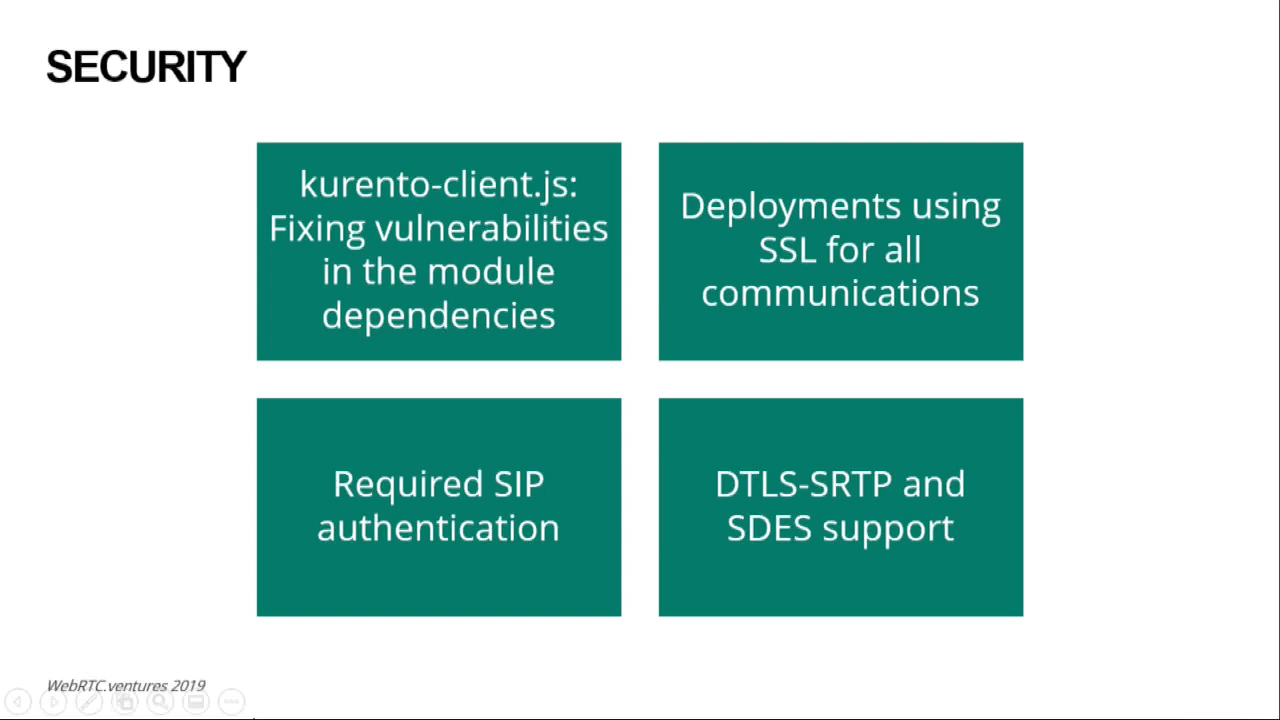 SECURITY
kurento-client.js:
Fixing vulnerabilities
in the module
dependencies
Deployments using
SSL for all
communications
Required SIP
authentication
DTLS-SRTP and
SDES support
WebRTC.ventures 2019